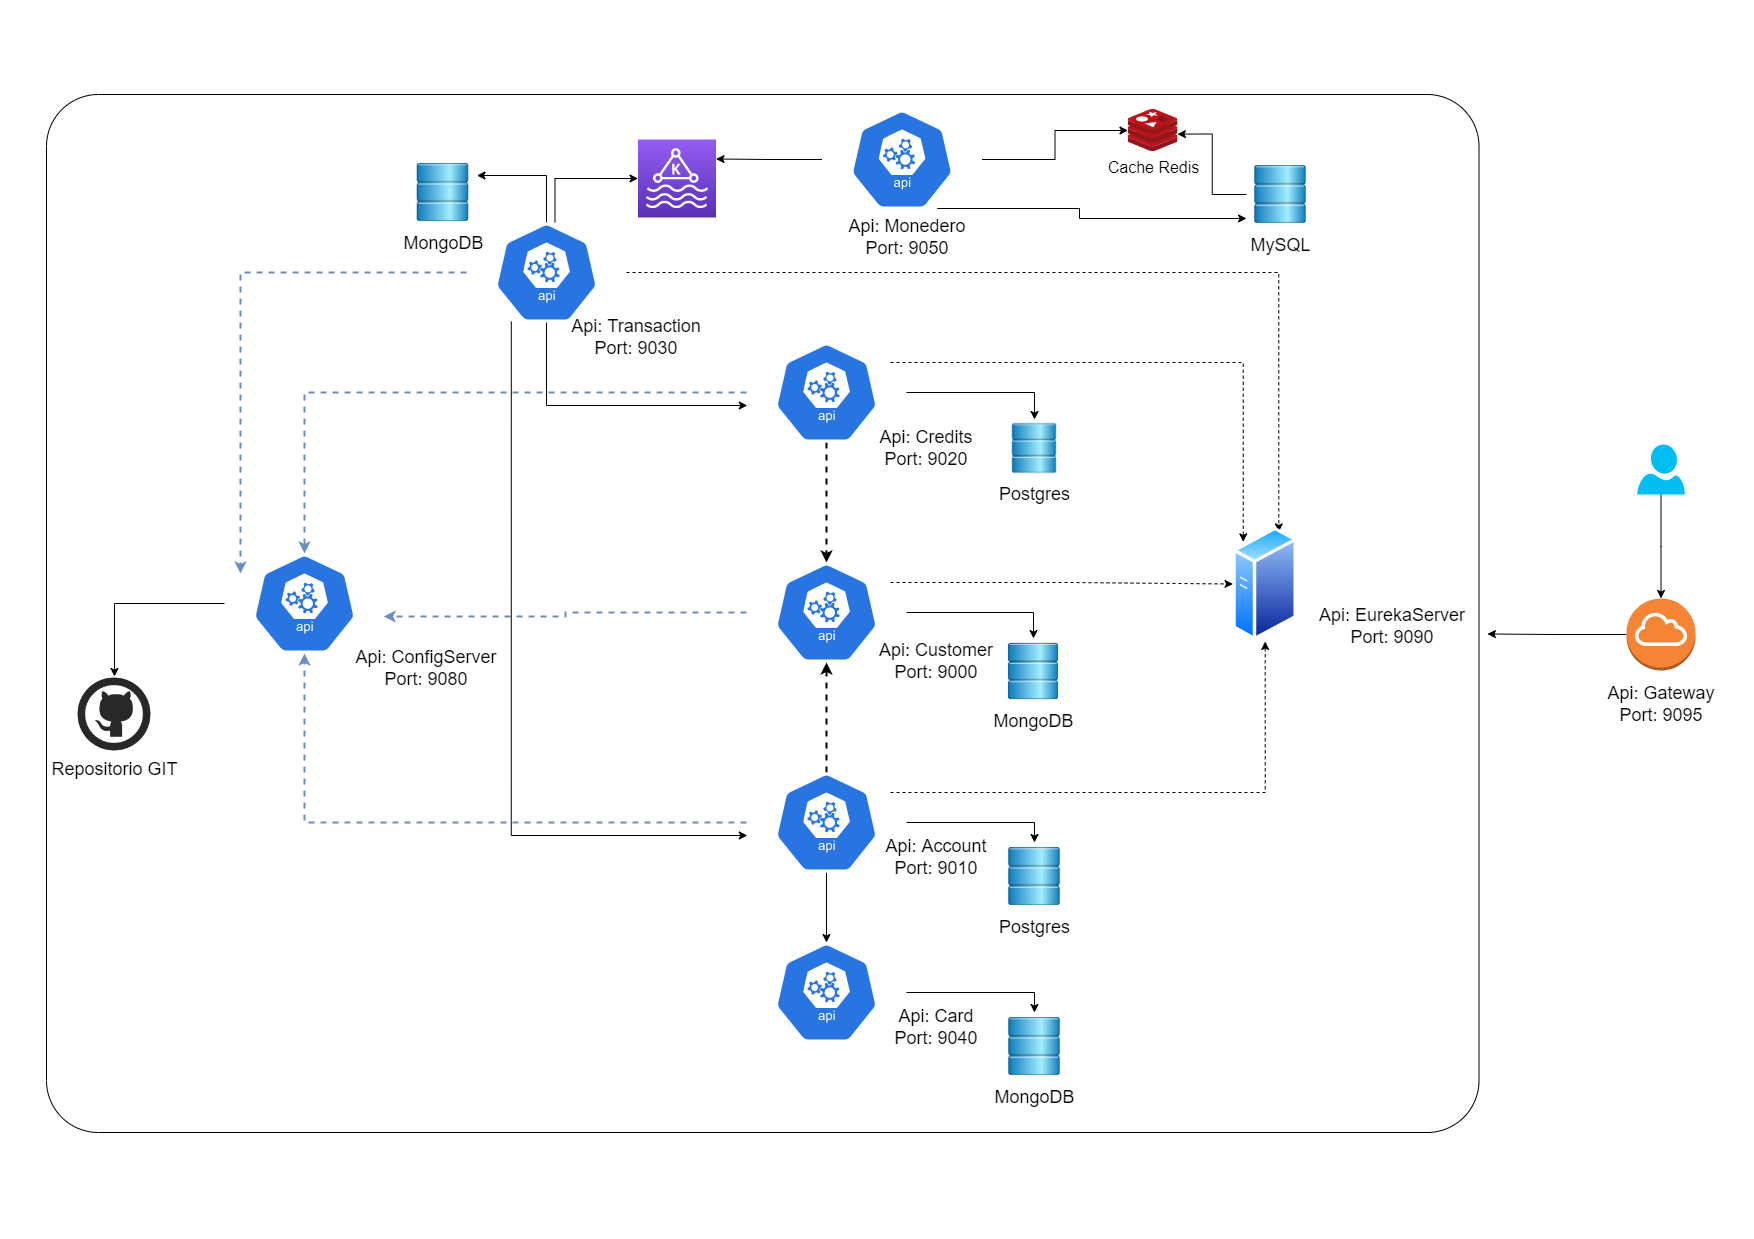 K
api
Cache Redis
Api: Monedero
Port: 9050
MongoDB
MySQL
api
Api: Transaction
Port: 9030
api
Api: Credits
Port: 9020
Postgres
api
Api: ConfigServer
Port: 9080
api
Api: Customer
Port: 9000
MongoDB
Api: EurekaServer
Port: 9090
Api: Gateway
Port: 9095
Repositorio GIT
api
Api: Account
Port: 9010
Postgres
api
Api: Card
Port: 9040
MongoDB